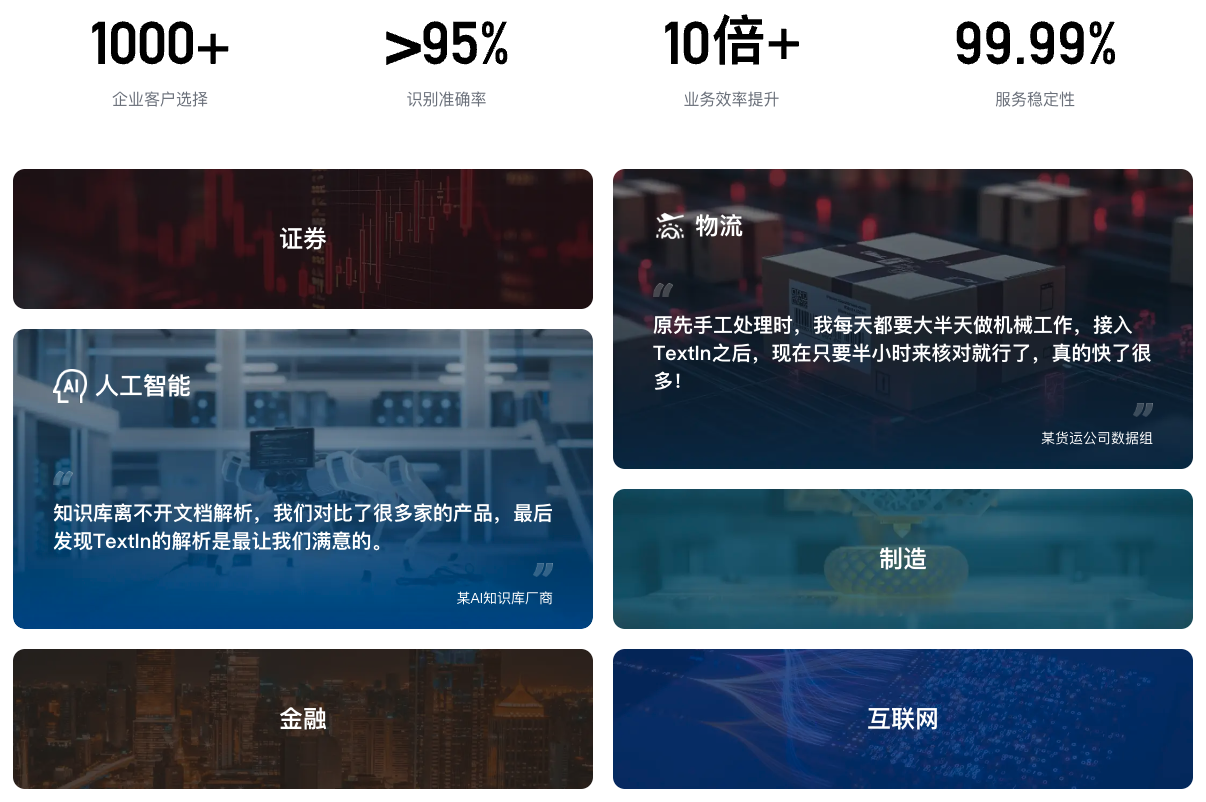 1000+
>95%
10倍+
99.99%
企业客户选择
识别准确率
业务效率提升
服务稳定性
证券
AI 人工智能
“
知识库离不开文档解析，我们对比了很多家的产品，最后
发现TextIn的解析是最让我们满意的。
”
某AI知识库厂商
金融
物流
“
原先手工处理时，我每天都要大半天做机械工作，接入
TextIn之后，现在只要半小时来核对就行了，真的快了很
多！
”
某货运公司数据组
制造
互联网